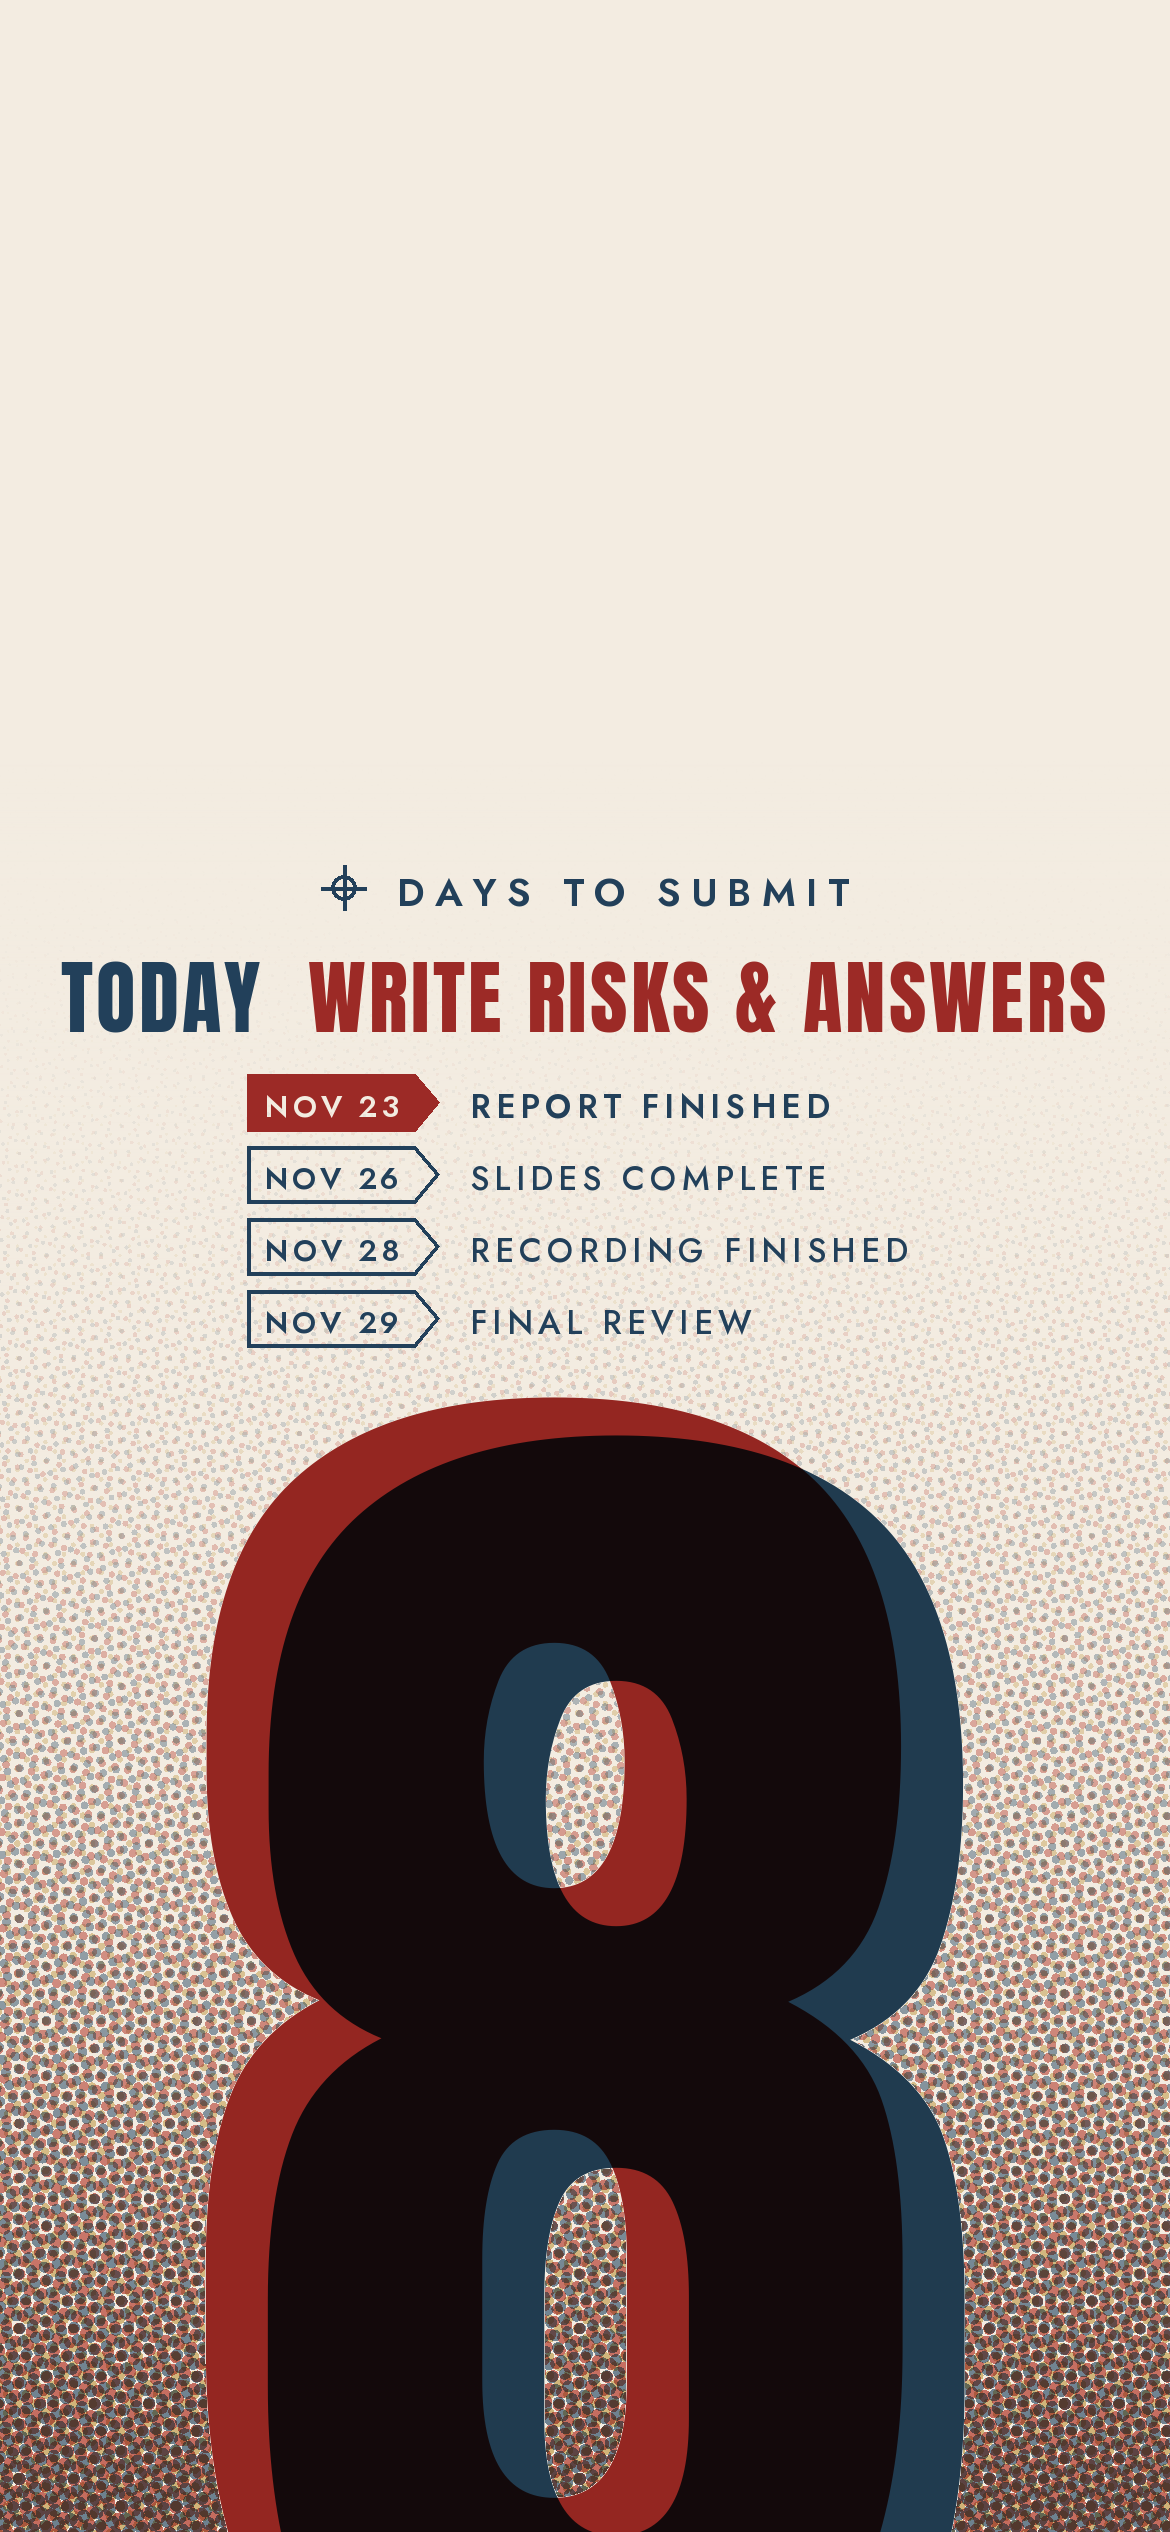 DAYS TO SUBMIT
TODAY WRITE RISKS & ANSWERS
NOV 23 REPORT FINISHED
NOV 26 SLIDES COMPLETE
NOV 28 RECORDING FINISHED
NOV 29 FINAL REVIEW
8